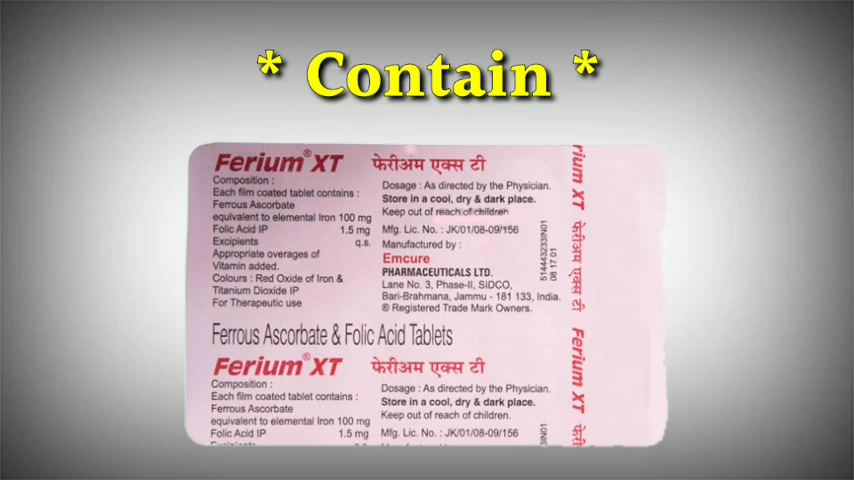 * Contain *
Ferium® XT फेरीअम एक्स टी
Composition :
Each film coated tablet contains :
Ferrous Ascorbate
equivalent to elemental Iron 100 mg
Folic Acid IP 1.5 mg
Excipients q.s.
Appropriate overages of
Vitamin added.
Colours : Red Oxide of Iron &
Titanium Dioxide IP
For Therapeutic use
Dosage : As directed by the Physician.
Store in a cool, dry & dark place.
Keep out of reach of children
Mfg. Lic. No. : JK/01/08-09/156
Manufactured by :
Emcure
PHARMACEUTICALS LTD.
Lane No. 3, Phase-II, SIDCO,
Bari-Brahmana, Jammu - 181 133, India.
® Registered Trade Mark Owners.
514443233IN01
08 17 01
Ferrous Ascorbate & Folic Acid Tablets
Ferium® XT फेरीअम एक्स टी
Composition :
Each film coated tablet contains :
Ferrous Ascorbate
equivalent to elemental Iron 100 mg
Folic Acid IP 1.5 mg
Dosage : As directed by the Physician.
Store in a cool, dry & dark place.
Keep out of reach of children.
Mfg. Lic. No. : JK/01/08-09/156
3IN01
rium XT फेरीअम एक्स टी
Ferium XT फेरी